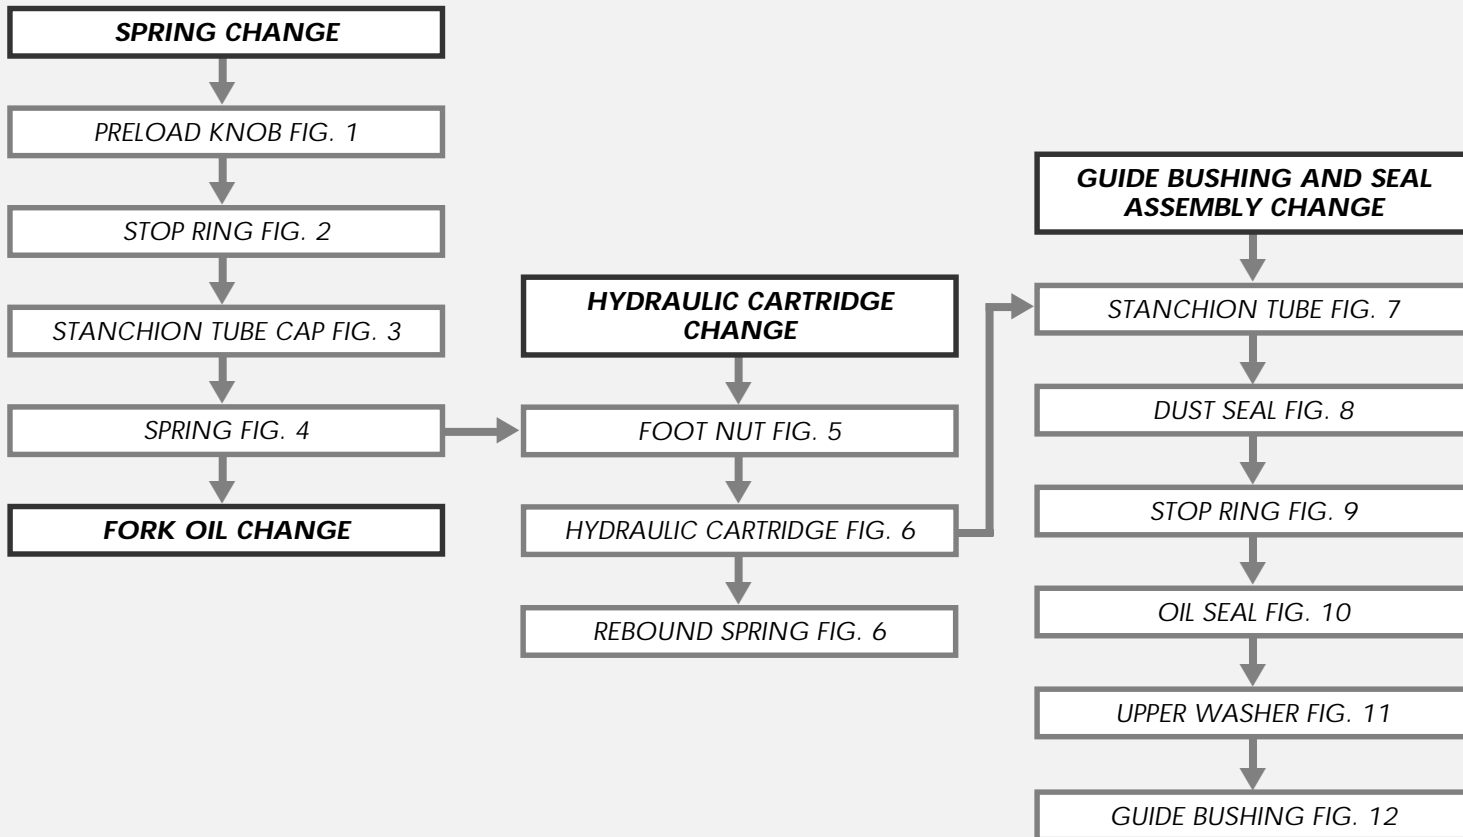 SPRING CHANGE
PRELOAD KNOB FIG. 1
STOP RING FIG. 2
STANCHION TUBE CAP FIG. 3
SPRING FIG. 4
FORK OIL CHANGE
HYDRAULIC CARTRIDGE
CHANGE
FOOT NUT FIG. 5
HYDRAULIC CARTRIDGE FIG. 6
REBOUND SPRING FIG. 6
GUIDE BUSHING AND SEAL
ASSEMBLY CHANGE
STANCHION TUBE FIG. 7
DUST SEAL FIG. 8
STOP RING FIG. 9
OIL SEAL FIG. 10
UPPER WASHER FIG. 11
GUIDE BUSHING FIG. 12